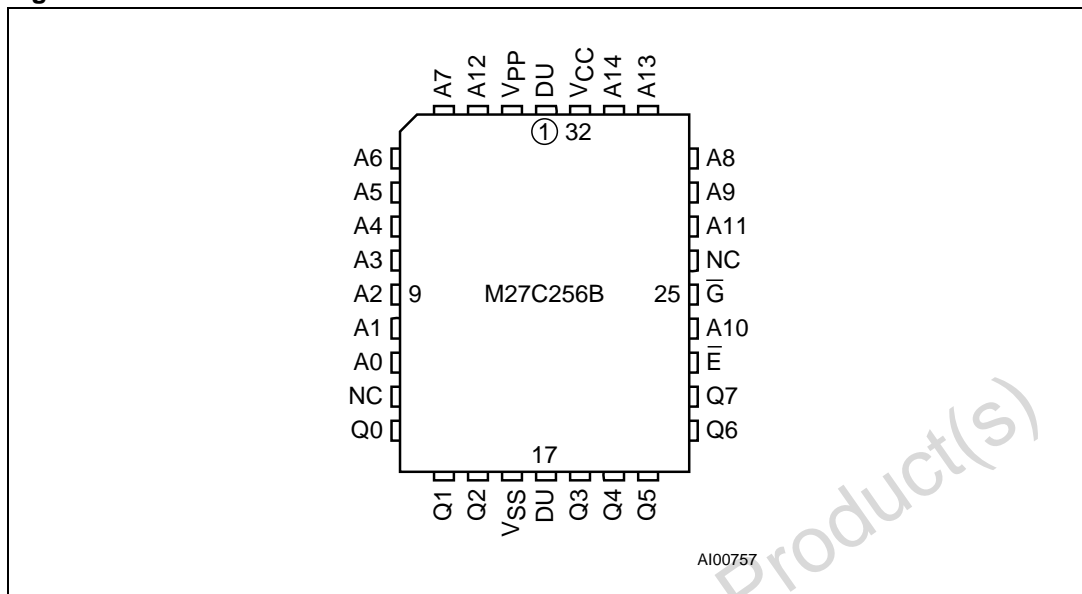 A7 A12 VPP DU VCC A14 A13
① 32
A6 A8
A5 A9
A4 A11
A3 NC
A2 9 M27C256B 25 G̅
A1 A10
A0 E̅
NC Q7
Q0 Q6
17
Q1 Q2 VSS DU Q3 Q4 Q5
AI00757
Product(s)